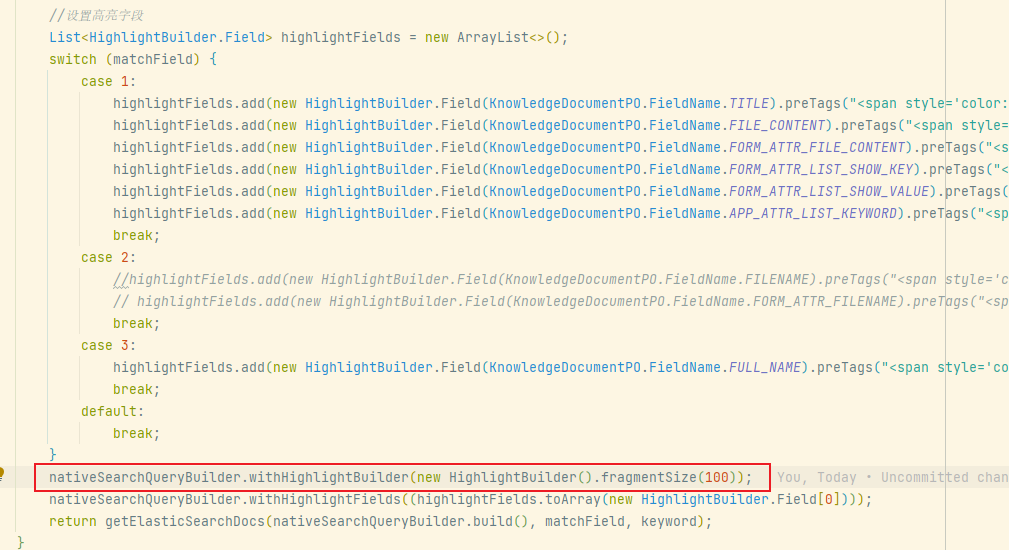 //设置高亮字段
List<HighlightBuilder.Field> highlightFields = new ArrayList<>();
switch (matchField) {
case 1:
highlightFields.add(new HighlightBuilder.Field(KnowledgeDocumentPO.FieldName.TITLE).preTags("<span style='color:
highlightFields.add(new HighlightBuilder.Field(KnowledgeDocumentPO.FieldName.FILE_CONTENT).preTags("<span style=
highlightFields.add(new HighlightBuilder.Field(KnowledgeDocumentPO.FieldName.FORM_ATTR_FILE_CONTENT).preTags("<s
highlightFields.add(new HighlightBuilder.Field(KnowledgeDocumentPO.FieldName.FORM_ATTR_LIST_SHOW_KEY).preTags("<
highlightFields.add(new HighlightBuilder.Field(KnowledgeDocumentPO.FieldName.FORM_ATTR_LIST_SHOW_VALUE).preTags(
highlightFields.add(new HighlightBuilder.Field(KnowledgeDocumentPO.FieldName.APP_ATTR_LIST_KEYWORD).preTags("<sp
break;
case 2:
//highlightFields.add(new HighlightBuilder.Field(KnowledgeDocumentPO.FieldName.FILENAME).preTags("<span style='c
// highlightFields.add(new HighlightBuilder.Field(KnowledgeDocumentPO.FieldName.FORM_ATTR_FILENAME).preTags("<sp
break;
case 3:
highlightFields.add(new HighlightBuilder.Field(KnowledgeDocumentPO.FieldName.FULL_NAME).preTags("<span style='co
break;
default:
break;
}
nativeSearchQueryBuilder.withHighlightBuilder(new HighlightBuilder().fragmentSize(100)); You, Today • Uncommitted chan
nativeSearchQueryBuilder.withHighlightFields((highlightFields.toArray(new HighlightBuilder.Field[0])));
return getElasticSearchDocs(nativeSearchQueryBuilder.build(), matchField, keyword);
}